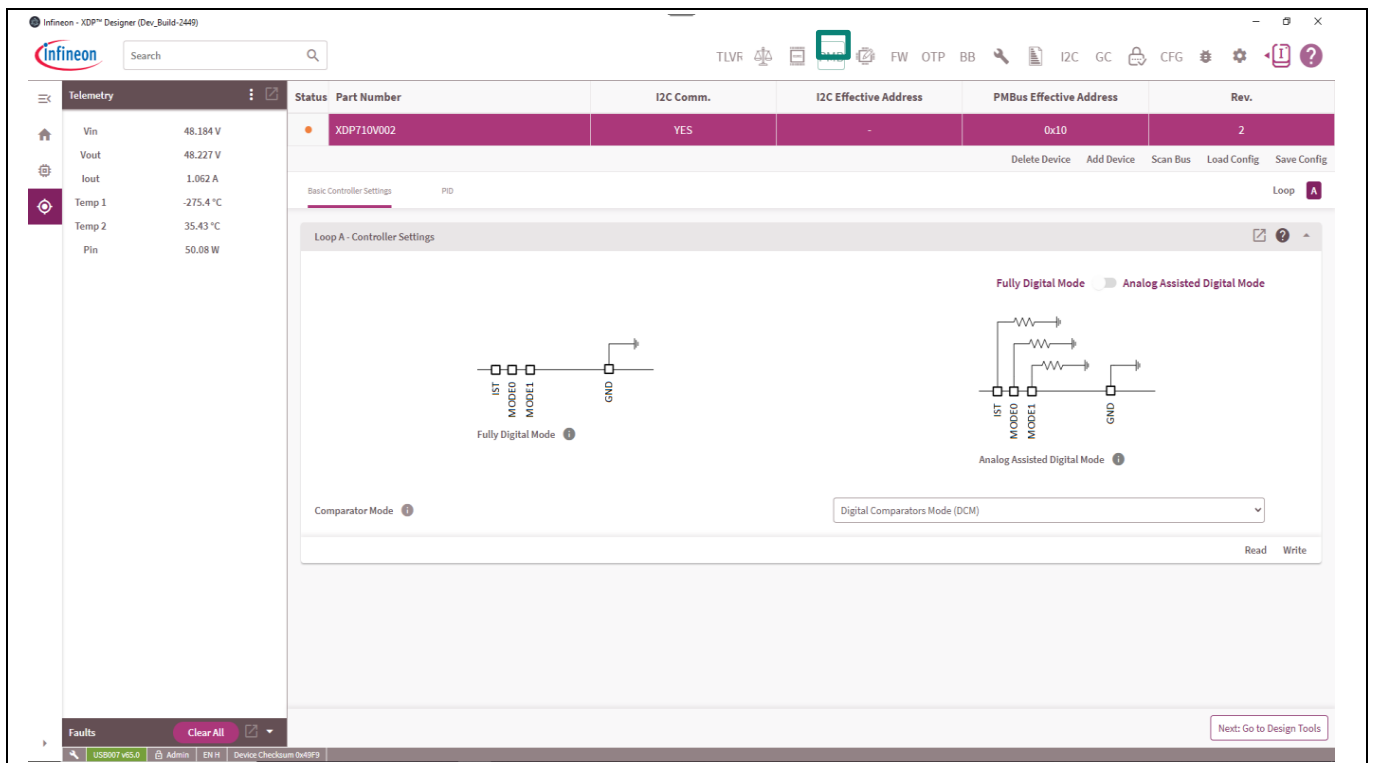 Infineon - XDP™ Designer (Dev_Build-2449)
infineon
Search
TLVR FW OTP BB I2C GC CFG
Telemetry
Vin 48.184 V
Vout 48.227 V
Iout 1.062 A
Temp 1 -275.4 °C
Temp 2 35.43 °C
Pin 50.08 W
Status Part Number I2C Comm. I2C Effective Address PMBus Effective Address Rev.
XDP710V002 YES - 0x10 2
Delete Device Add Device Scan Bus Load Config Save Config
Basic Controller Settings PID Loop A
Loop A - Controller Settings
Fully Digital Mode Analog Assisted Digital Mode
IST
MODE0
MODE1
GND
Fully Digital Mode
IST
MODE0
MODE1
GND
Analog Assisted Digital Mode
Comparator Mode Digital Comparators Mode (DCM)
Read Write
Next: Go to Design Tools
Faults Clear All
USB007 v65.0 Admin EN H Device Checksum 0x49F9